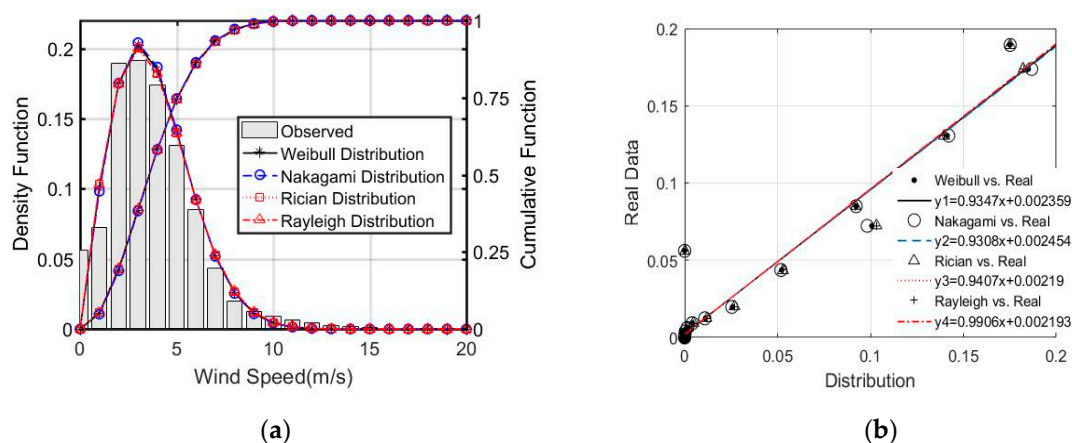 0.2
0.15
0.1
0.05
0
Density Function
1
0.75
0.5
0.25
0
Cumulative Function
Observed
Weibull Distribution
Nakagami Distribution
Rician Distribution
Rayleigh Distribution
0 5 10 15 20
Wind Speed(m/s)
(a)
0.2
0.15
0.1
0.05
0
Real Data
Weibull vs. Real
y1=0.9347x+0.002359
Nakagami vs. Real
y2=0.9308x+0.002454
Rician vs. Real
y3=0.9407x+0.00219
Rayleigh vs. Real
y4=0.9906x+0.002193
0 0.05 0.1 0.15 0.2
Distribution
(b)